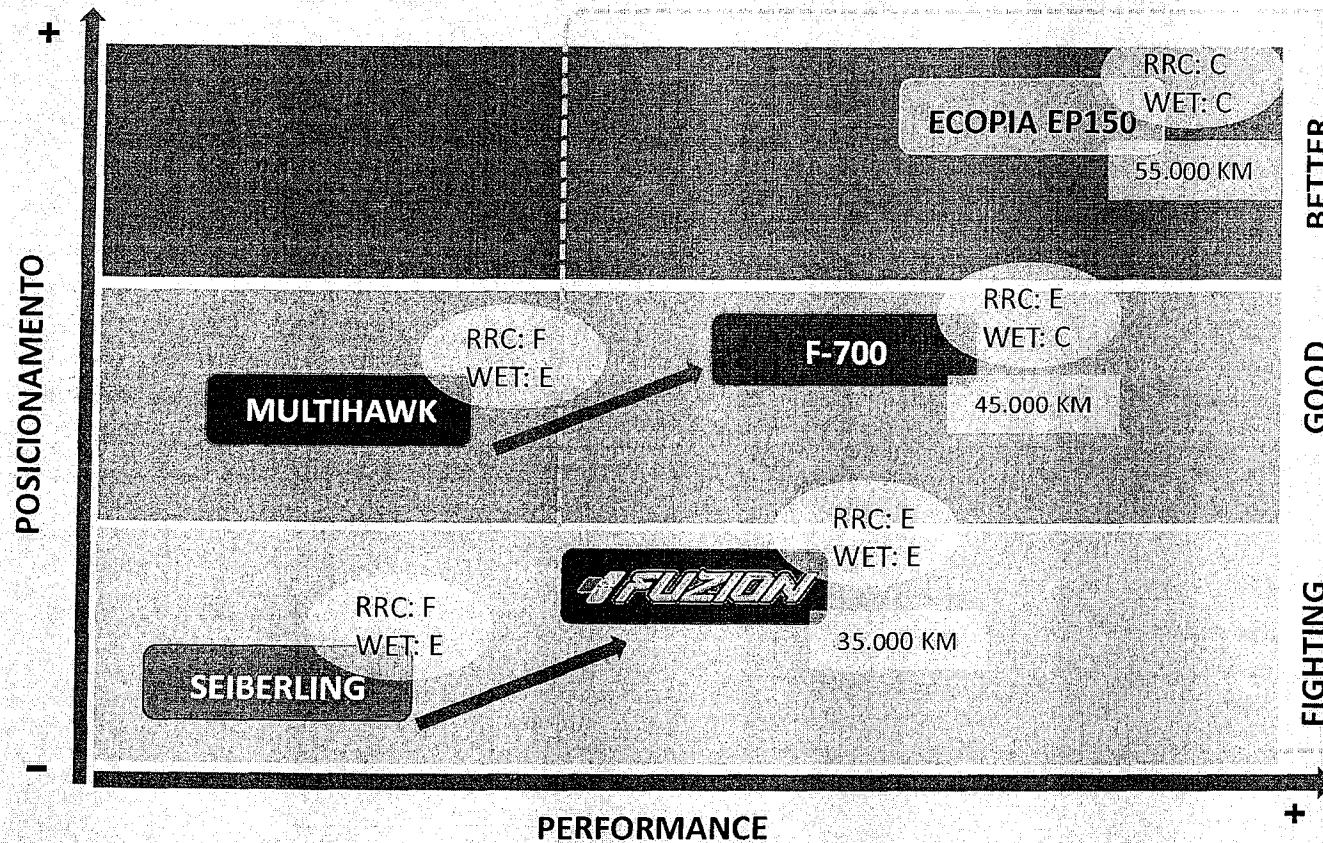 +
RRC: C
WET: C
ECOPIA EP150
55.000 KM
BETTER
POSICIONAMENTO
RRC: F
WET: E
MULTIHAWK
RRC: E
WET: C
F-700
45.000 KM
GOOD
RRC: E
WET: E
FUZION
35.000 KM
RRC: F
WET: E
SEIBERLING
FIGHTING
-
PERFORMANCE
+